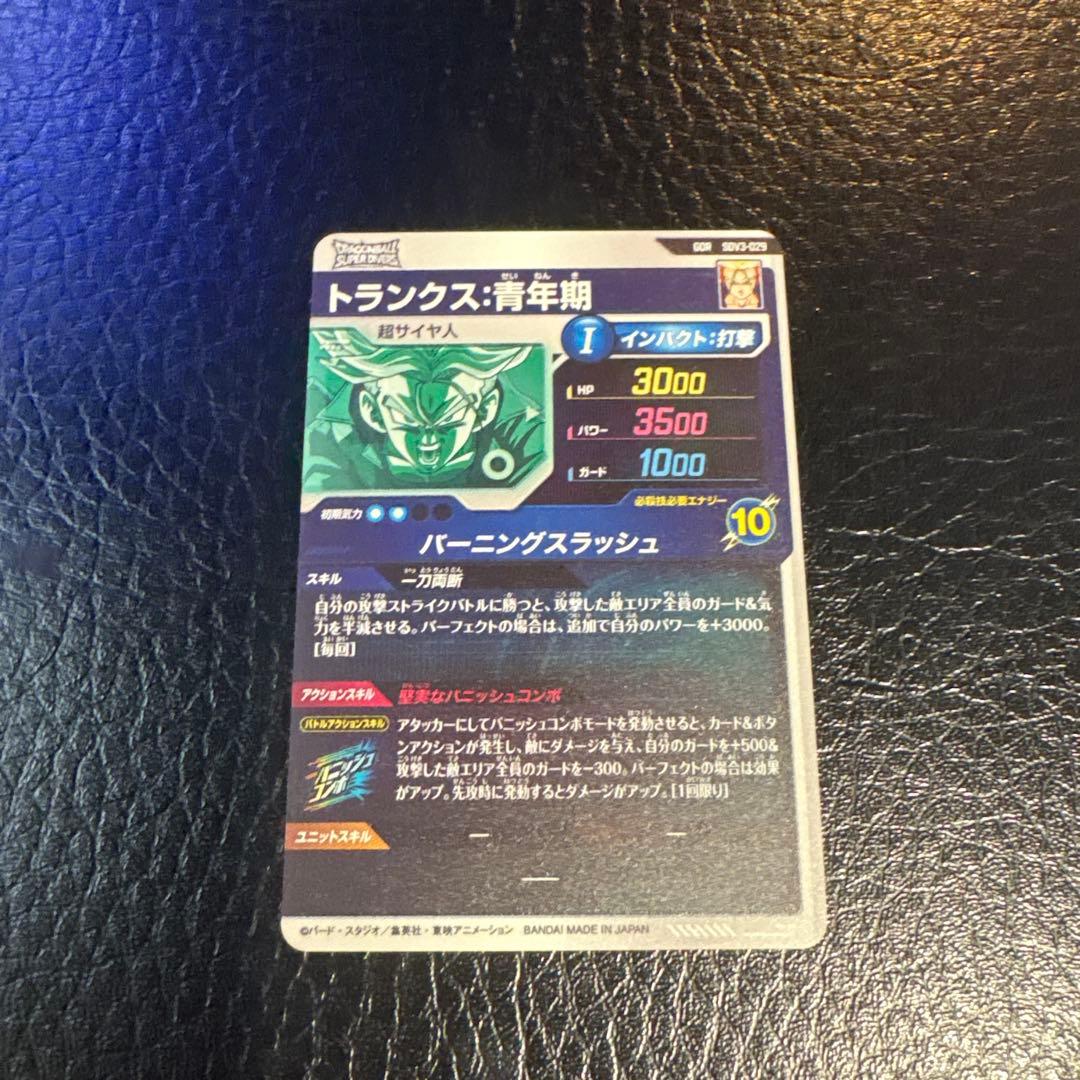 DRAGONBALL
SUPER DIVERS
GDR SDV3-029
せい ねん き
トランクス:青年期
超サイヤ人
I インパクト:打撃
HP 3000
パワー 3500
ガード 1000
必殺技必要エナジー
初期気力
10
バーニングスラッシュ
スキル
いっ とうりょうだん
一刀両断
自分の攻撃ストライクバトルに勝つと、攻撃した敵エリア全員のガード&気
力を半減させる。パーフェクトの場合は、追加で自分のパワーを+3000。
[毎回]
アクションスキル
堅実なバニッシュコンボ
バトルアクションスキル
アタッカーにしてバニッシュコンボモードを発動させると、カード&ボタ
ンアクションが発生し、敵にダメージを与え、自分のガードを+500&
攻撃した敵エリア全員のガードを-300。パーフェクトの場合は効果
がアップ。先攻時に発動するとダメージがアップ。[1回限り]
バニッシュ
コンボ
ユニットスキル
©バード・スタジオ/集英社・東映アニメーション BANDAI MADE IN JAPAN